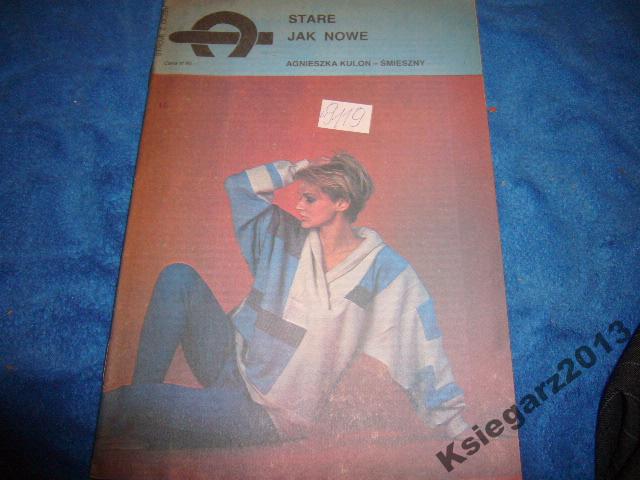 STARE
JAK NOWE
AGNIESZKA KULON – ŚMIESZNY
9119
Ksiegarz2013